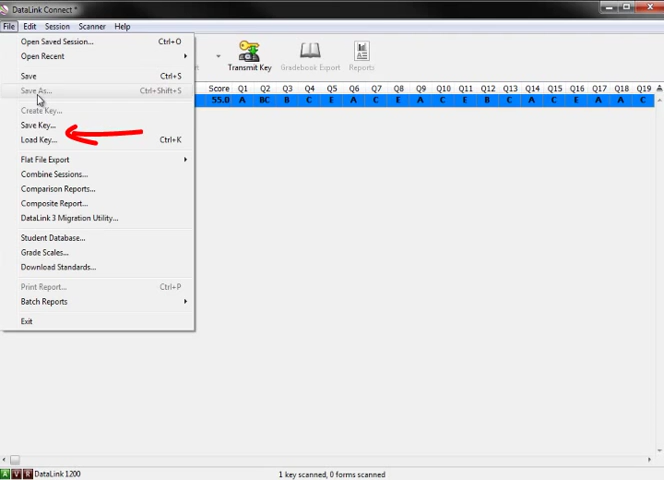 DataLink Connect *
File Edit Session Scanner Help
Open Saved Session... Ctrl+O
Open Recent
Save Ctrl+S
Save As... Ctrl+Shift+S
Create Key...
Save Key...
Load Key... Ctrl+K
Flat File Export
Combine Sessions...
Comparison Reports...
Composite Report...
DataLink 3 Migration Utility...
Student Database...
Grade Scales...
Download Standards...
Print Report... Ctrl+P
Batch Reports
Exit
Transmit Key Gradebook Export Reports
Score Q1 Q2 Q3 Q4 Q5 Q6 Q7 Q8 Q9 Q10 Q11 Q12 Q13 Q14 Q15 Q16 Q17 Q18 Q19
55.0 A BC B C E A C E A C E B C A C E A A C
DataLink 1200 1 key scanned, 0 forms scanned